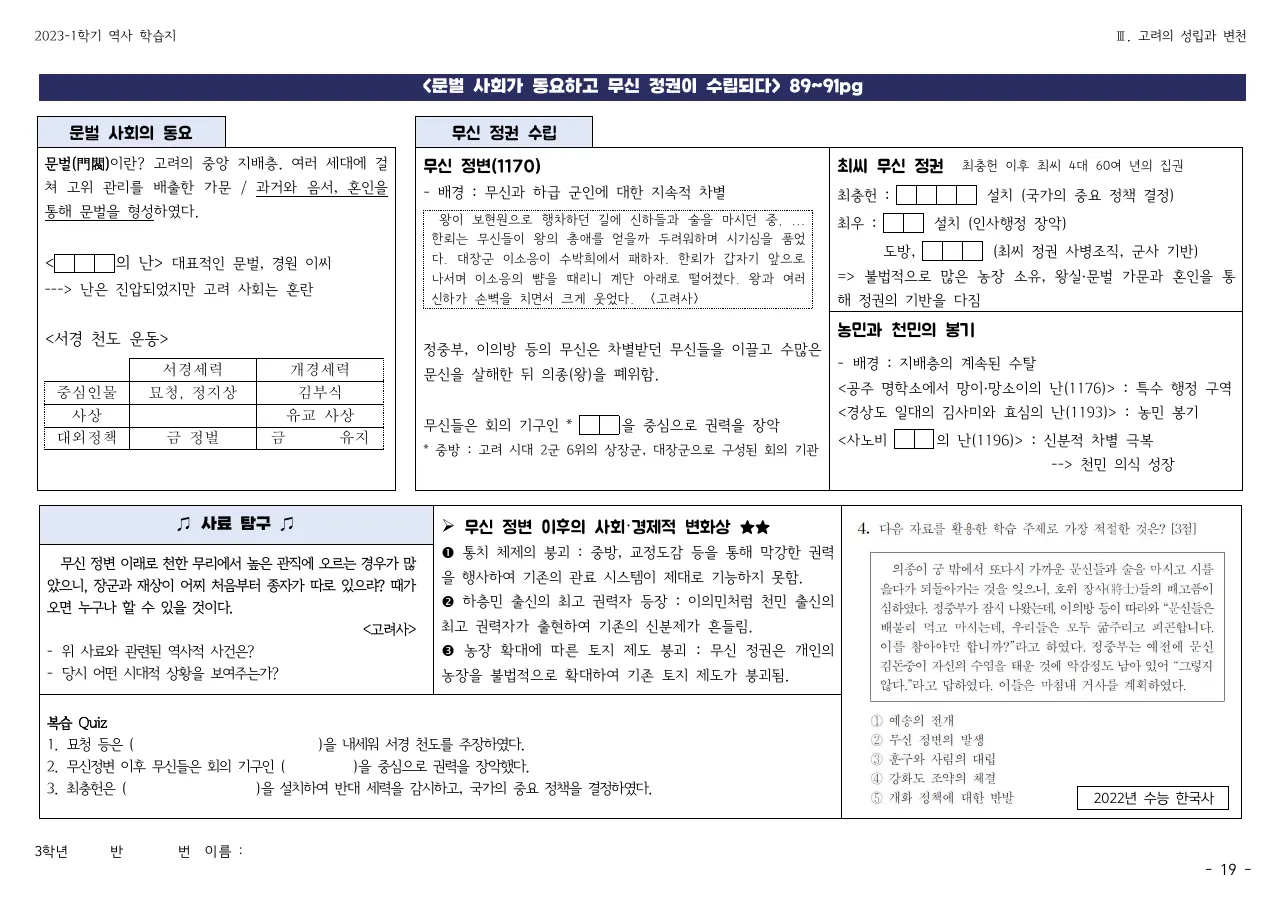 2023-1학기 역사 학습지
Ⅲ. 고려의 성립과 변천
<문벌 사회가 동요하고 무신 정권이 수립되다> 89~91pg
문벌 사회의 동요
문벌(門閥)이란? 고려의 중앙 지배층. 여러 세대에 걸
쳐 고위 관리를 배출한 가문 / 과거와 음서, 혼인을
통해 문벌을 형성하였다.
<□□□의 난> 대표적인 문벌, 경원 이씨
---> 난은 진압되었지만 고려 사회는 혼란
<서경 천도 운동>
서경세력 개경세력
중심인물 묘청, 정지상 김부식
사상 유교 사상
대외정책 금 정벌 금 유지
무신 정권 수립
무신 정변(1170)
- 배경 : 무신과 하급 군인에 대한 지속적 차별
왕이 보현원으로 행차하던 길에 신하들과 술을 마시던 중, ...
한뢰는 무신들이 왕의 총애를 얻을까 두려워하며 시기심을 품었
다. 대장군 이소응이 수박희에서 패하자. 한뢰가 갑자기 앞으로
나서며 이소응의 뺨을 때리니 계단 아래로 떨어졌다. 왕과 여러
신하가 손뼉을 치면서 크게 웃었다. <고려사>
정중부, 이의방 등의 무신은 차별받던 무신들을 이끌고 수많은
문신을 살해한 뒤 의종(왕)을 폐위함.
무신들은 회의 기구인 * □□을 중심으로 권력을 장악
* 중방 : 고려 시대 2군 6위의 상장군, 대장군으로 구성된 회의 기관
최씨 무신 정권 최충헌 이후 최씨 4대 60여 년의 집권
최충헌 : □□□□ 설치 (국가의 중요 정책 결정)
최우 : □□ 설치 (인사행정 장악)
도방, □□□ (최씨 정권 사병조직, 군사 기반)
=> 불법적으로 많은 농장 소유, 왕실·문벌 가문과 혼인을 통
해 정권의 기반을 다짐
농민과 천민의 봉기
- 배경 : 지배층의 계속된 수탈
<공주 명학소에서 망이·망소이의 난(1176)> : 특수 행정 구역
<경상도 일대의 김사미와 효심의 난(1193)> : 농민 봉기
<사노비 □□의 난(1196)> : 신분적 차별 극복
--> 천민 의식 성장
♫ 사료 탐구 ♫
무신 정변 이래로 천한 무리에서 높은 관직에 오르는 경우가 많
았으니, 장군과 재상이 어찌 처음부터 종자가 따로 있으랴? 때가
오면 누구나 할 수 있을 것이다.
<고려사>
- 위 사료와 관련된 역사적 사건은?
- 당시 어떤 시대적 상황을 보여주는가?
➢ 무신 정변 이후의 사회·경제적 변화상 ★★
❶ 통치 체제의 붕괴 : 중방, 교정도감 등을 통해 막강한 권력
을 행사하여 기존의 관료 시스템이 제대로 기능하지 못함.
❷ 하층민 출신의 최고 권력자 등장 : 이의민처럼 천민 출신의
최고 권력자가 출현하여 기존의 신분제가 흔들림.
❸ 농장 확대에 따른 토지 제도 붕괴 : 무신 정권은 개인의
농장을 불법적으로 확대하여 기존 토지 제도가 붕괴됨.
복습 Quiz
1. 묘청 등은 ( )을 내세워 서경 천도를 주장하였다.
2. 무신정변 이후 무신들은 회의 기구인 ( )을 중심으로 권력을 장악했다.
3. 최충헌은 ( )을 설치하여 반대 세력을 감시하고, 국가의 중요 정책을 결정하였다.
4. 다음 자료를 활용한 학습 주제로 가장 적절한 것은? [3점]
의종이 궁 밖에서 또다시 가까운 문신들과 술을 마시고 시를
읊다가 되돌아가는 것을 잊으니, 호위 장사(將士)들의 배고픔이
심하였다. 정중부가 잠시 나왔는데, 이의방 등이 따라와 “문신들은
배불리 먹고 마시는데, 우리들은 모두 굶주리고 피곤합니다.
이를 참아야만 합니까?”라고 하였다. 정중부는 예전에 문신
김돈중이 자신의 수염을 태운 것에 악감정도 남아 있어 “그렇지
않다.”라고 답하였다. 이들은 마침내 거사를 계획하였다.
① 예송의 전개
② 무신 정변의 발생
③ 훈구와 사림의 대립
④ 강화도 조약의 체결
⑤ 개화 정책에 대한 반발
2022년 수능 한국사
3학년 반 번 이름 :
- 19 -